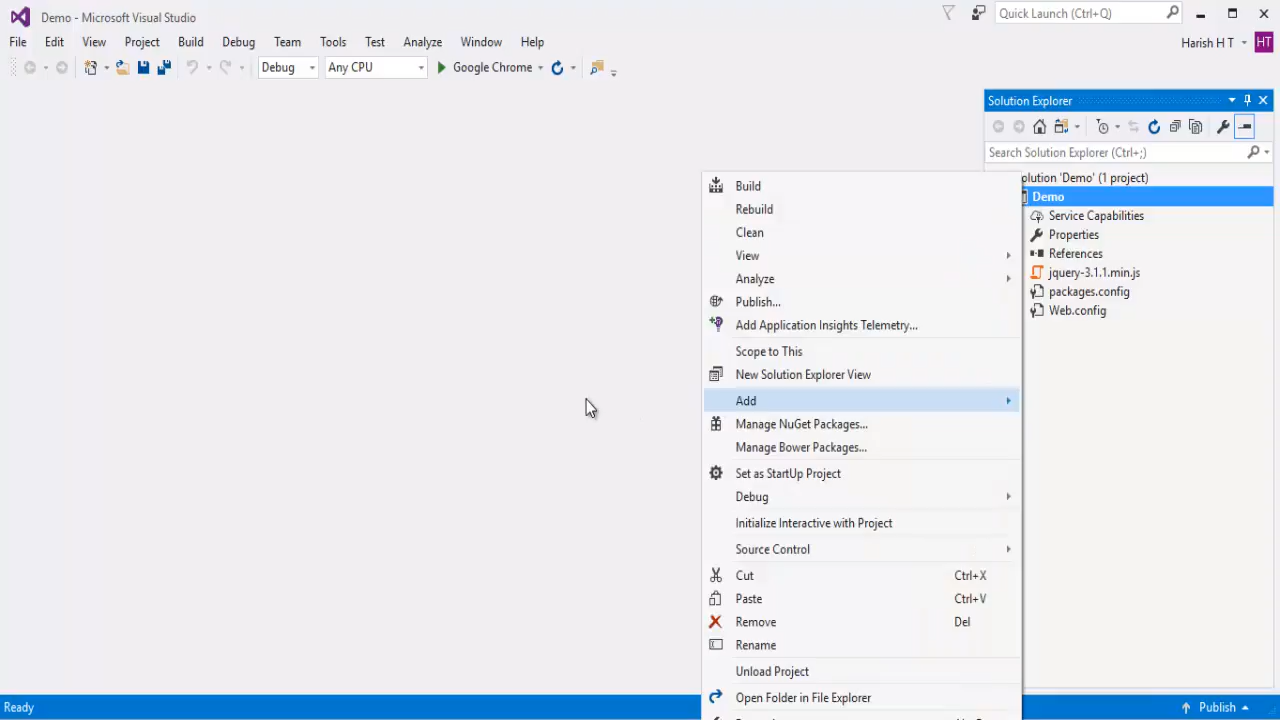 Demo - Microsoft Visual Studio
Quick Launch (Ctrl+Q)
File Edit View Project Build Debug Team Tools Test Analyze Window Help
Harish H T HT
Debug Any CPU Google Chrome
Solution Explorer
Search Solution Explorer (Ctrl+;)
olution 'Demo' (1 project)
Demo
Service Capabilities
Properties
References
jquery-3.1.1.min.js
packages.config
Web.config
Build
Rebuild
Clean
View
Analyze
Publish...
Add Application Insights Telemetry...
Scope to This
New Solution Explorer View
Add
Manage NuGet Packages...
Manage Bower Packages...
Set as StartUp Project
Debug
Initialize Interactive with Project
Source Control
Cut Ctrl+X
Paste Ctrl+V
Remove Del
Rename
Unload Project
Open Folder in File Explorer
Ready
Publish